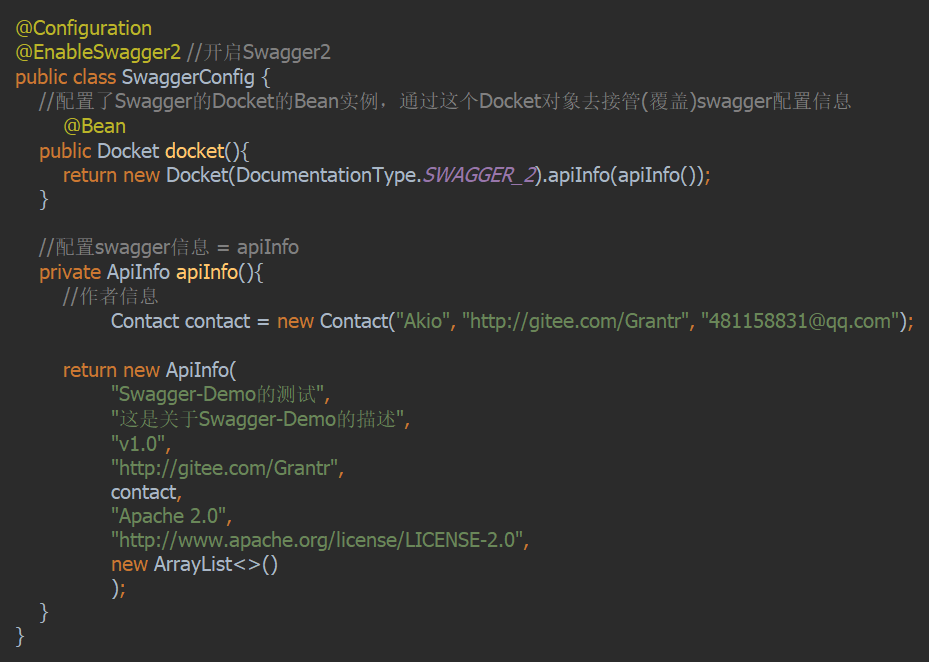 @Configuration
@EnableSwagger2 //开启Swagger2
public class SwaggerConfig {
//配置了Swagger的Docket的Bean实例，通过这个Docket对象去接管(覆盖)swagger配置信息
@Bean
public Docket docket(){
return new Docket(DocumentationType.SWAGGER_2).apiInfo(apiInfo());
}
//配置swagger信息 = apiInfo
private ApiInfo apiInfo(){
//作者信息
Contact contact = new Contact("Akio", "http://gitee.com/Grantr", "481158831@qq.com");
return new ApiInfo(
"Swagger-Demo的测试",
"这是关于Swagger-Demo的描述",
"v1.0",
"http://gitee.com/Grantr",
contact,
"Apache 2.0",
"http://www.apache.org/license/LICENSE-2.0",
new ArrayList<>()
);
}
}